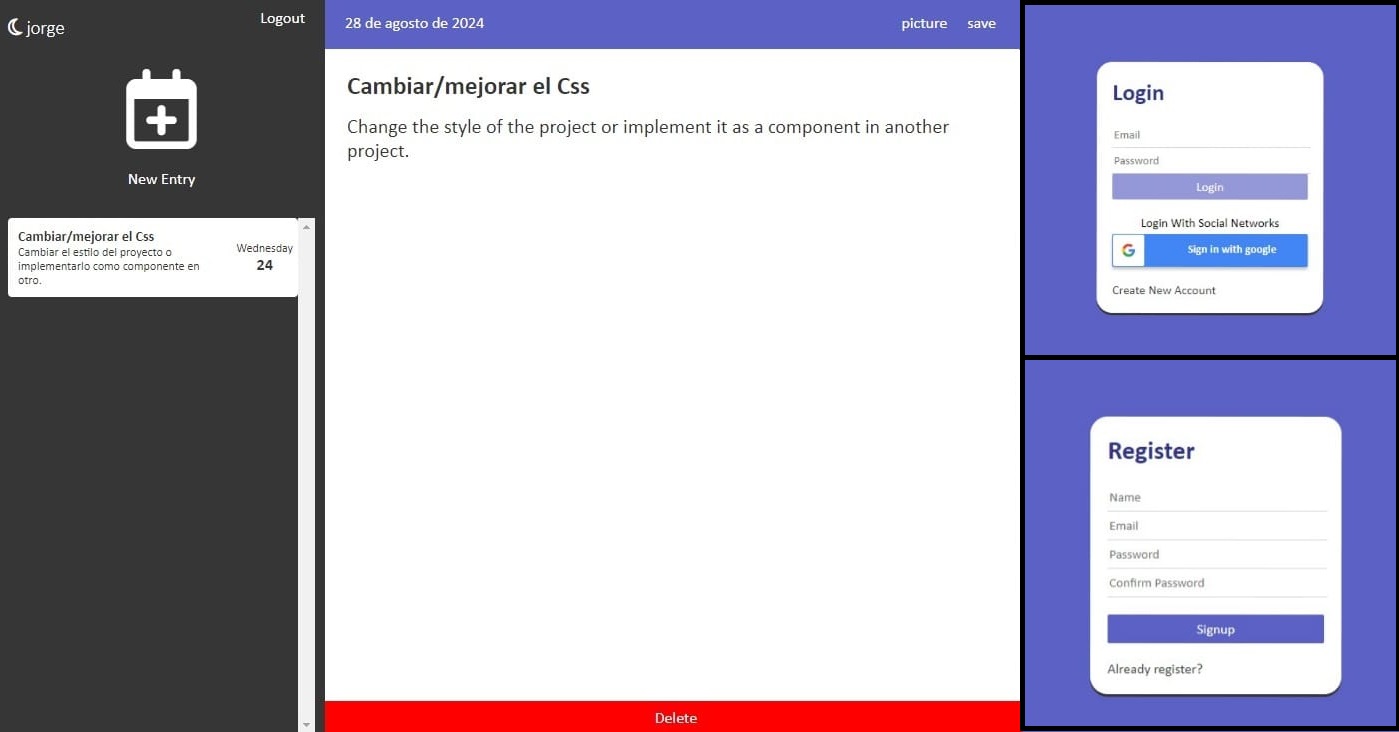 jorge
Logout
New Entry
Cambiar/mejorar el Css
Cambiar el estilo del proyecto o
implementarlo como componente en
otro.
Wednesday
24
28 de agosto de 2024
picture
save
Cambiar/mejorar el Css
Change the style of the project or implement it as a component in another
project.
Delete
Login
Email
Password
Login
Login With Social Networks
G
Sign in with google
Create New Account
Register
Name
Email
Password
Confirm Password
Signup
Already register?